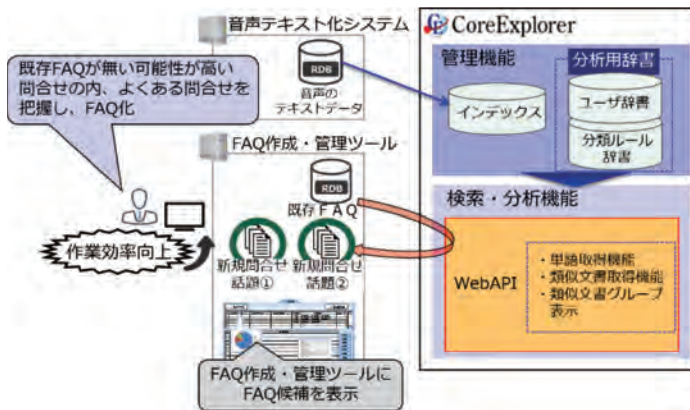 音声テキスト化システム
RDB
音声の
テキストデータ
既存FAQが無い可能性が高い
問合せの内、よくある問合せを
把握し、FAQ化
FAQ作成・管理ツール
RDB
既存FAQ
作業効率向上
新規問合せ
話題①
新規問合せ
話題②
FAQ作成・管理ツールに
FAQ候補を表示
CoreExplorer
管理機能
インデックス
分析用辞書
ユーザ辞書
分類ルール
辞書
検索・分析機能
WebAPI
・単語取得機能
・類似文書取得機能
・類似文書グループ
表示